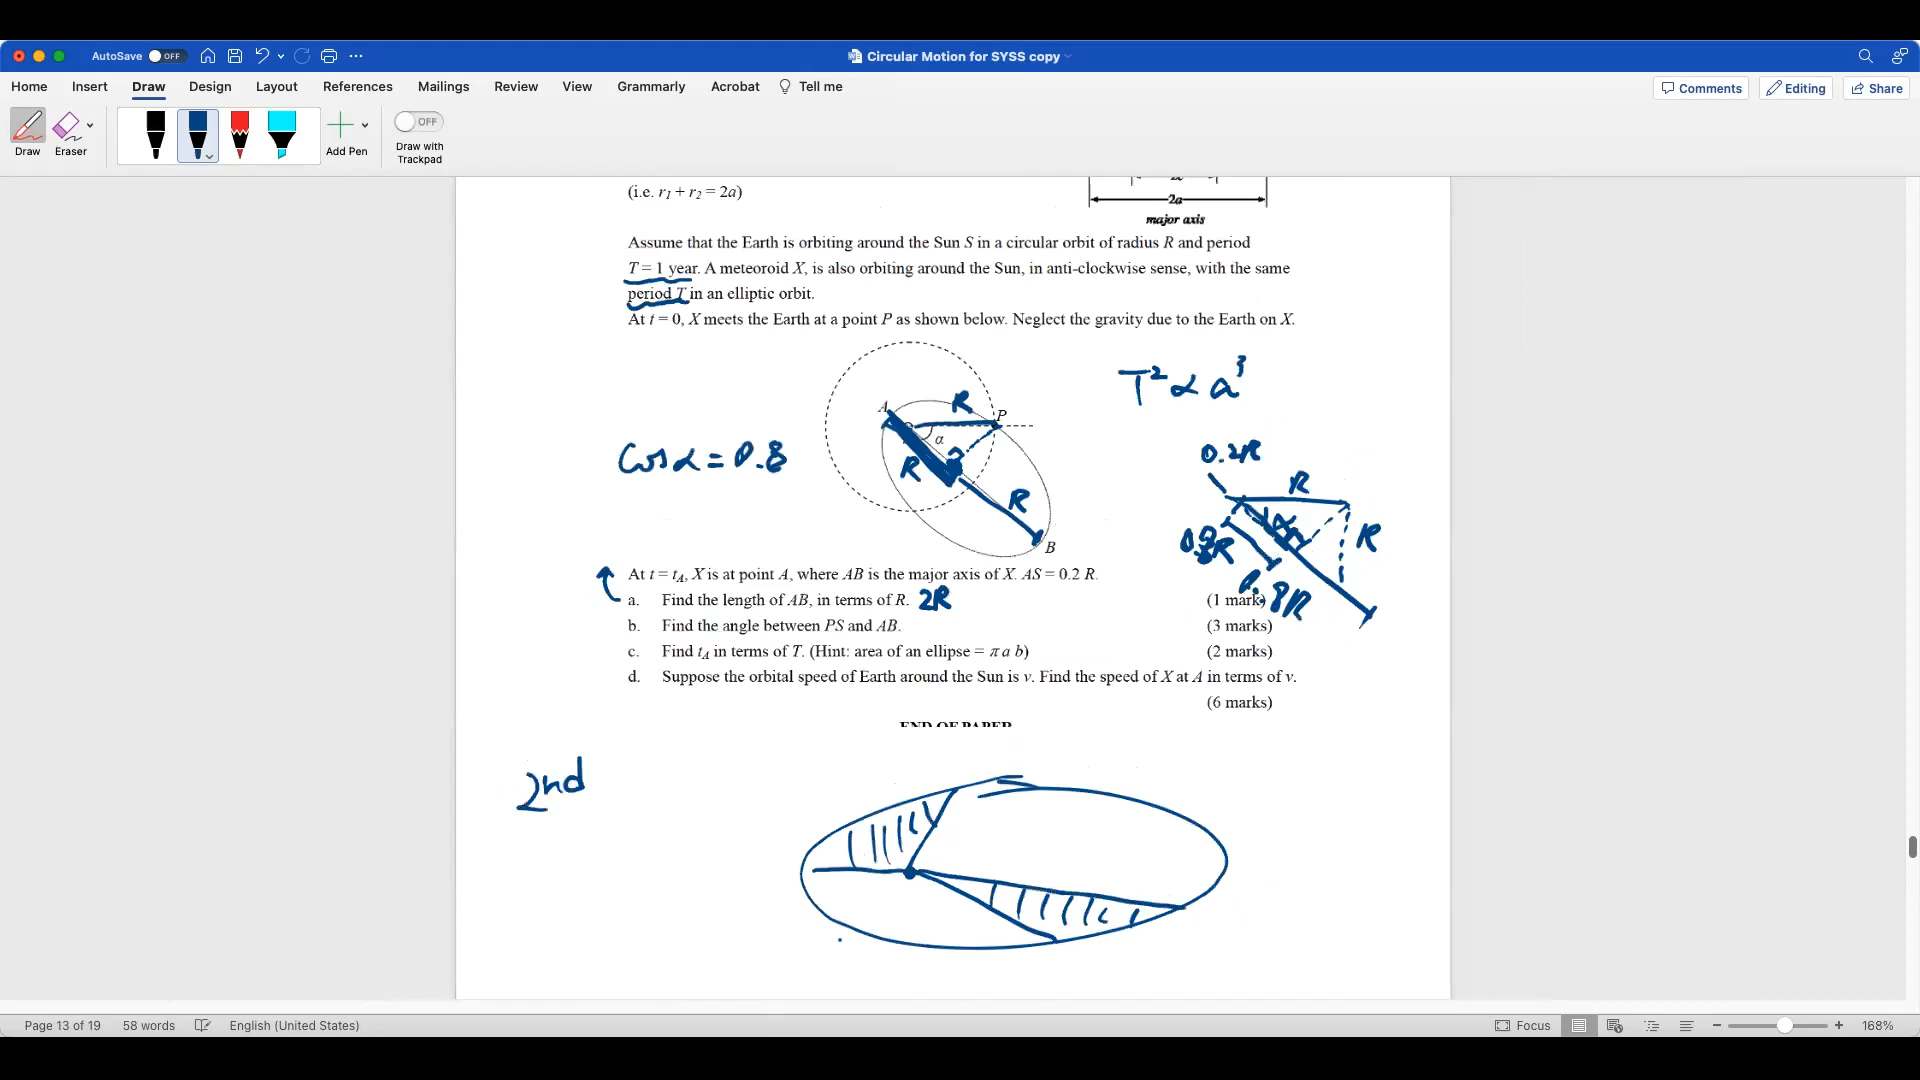 AutoSave OFF
Circular Motion for SYSS copy
Home Insert Draw Design Layout References Mailings Review View Grammarly Acrobat Tell me
Comments Editing Share
Draw Eraser Add Pen OFF Draw with Trackpad
(i.e. r1 + r2 = 2a)
2a
major axis
Assume that the Earth is orbiting around the Sun S in a circular orbit of radius R and period
T = 1 year. A meteoroid X, is also orbiting around the Sun, in anti-clockwise sense, with the same
period T in an elliptic orbit.
At t = 0, X meets the Earth at a point P as shown below. Neglect the gravity due to the Earth on X.
T² ∝ a³
A R P
α
R
R
B
Cos α = 0.8
0.2R
R
α
R
0.8R
At t = tA, X is at point A, where AB is the major axis of X. AS = 0.2 R.
a. Find the length of AB, in terms of R. 2R (1 mark)
b. Find the angle between PS and AB. (3 marks)
c. Find tA in terms of T. (Hint: area of an ellipse = π a b) (2 marks)
d. Suppose the orbital speed of Earth around the Sun is v. Find the speed of X at A in terms of v.
(6 marks)
END OF PAPER
2nd
Page 13 of 19 58 words English (United States) Focus 168%